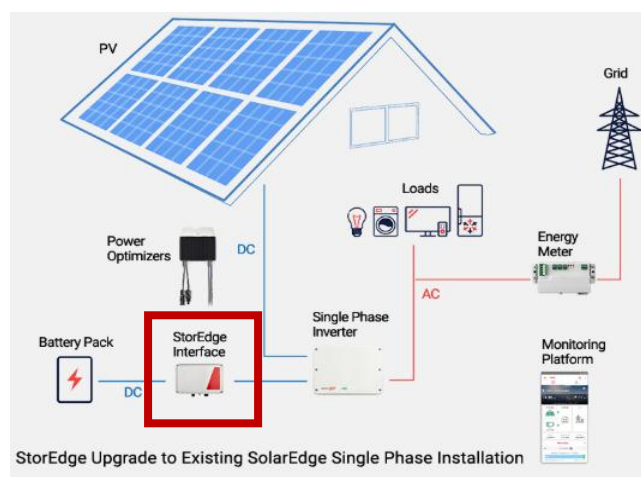 PV
Grid
Loads
Power
Optimizers
DC
Energy
Meter
AC
Single Phase
Inverter
StorEdge
Interface
Battery Pack
DC
Monitoring
Platform
StorEdge Upgrade to Existing SolarEdge Single Phase Installation